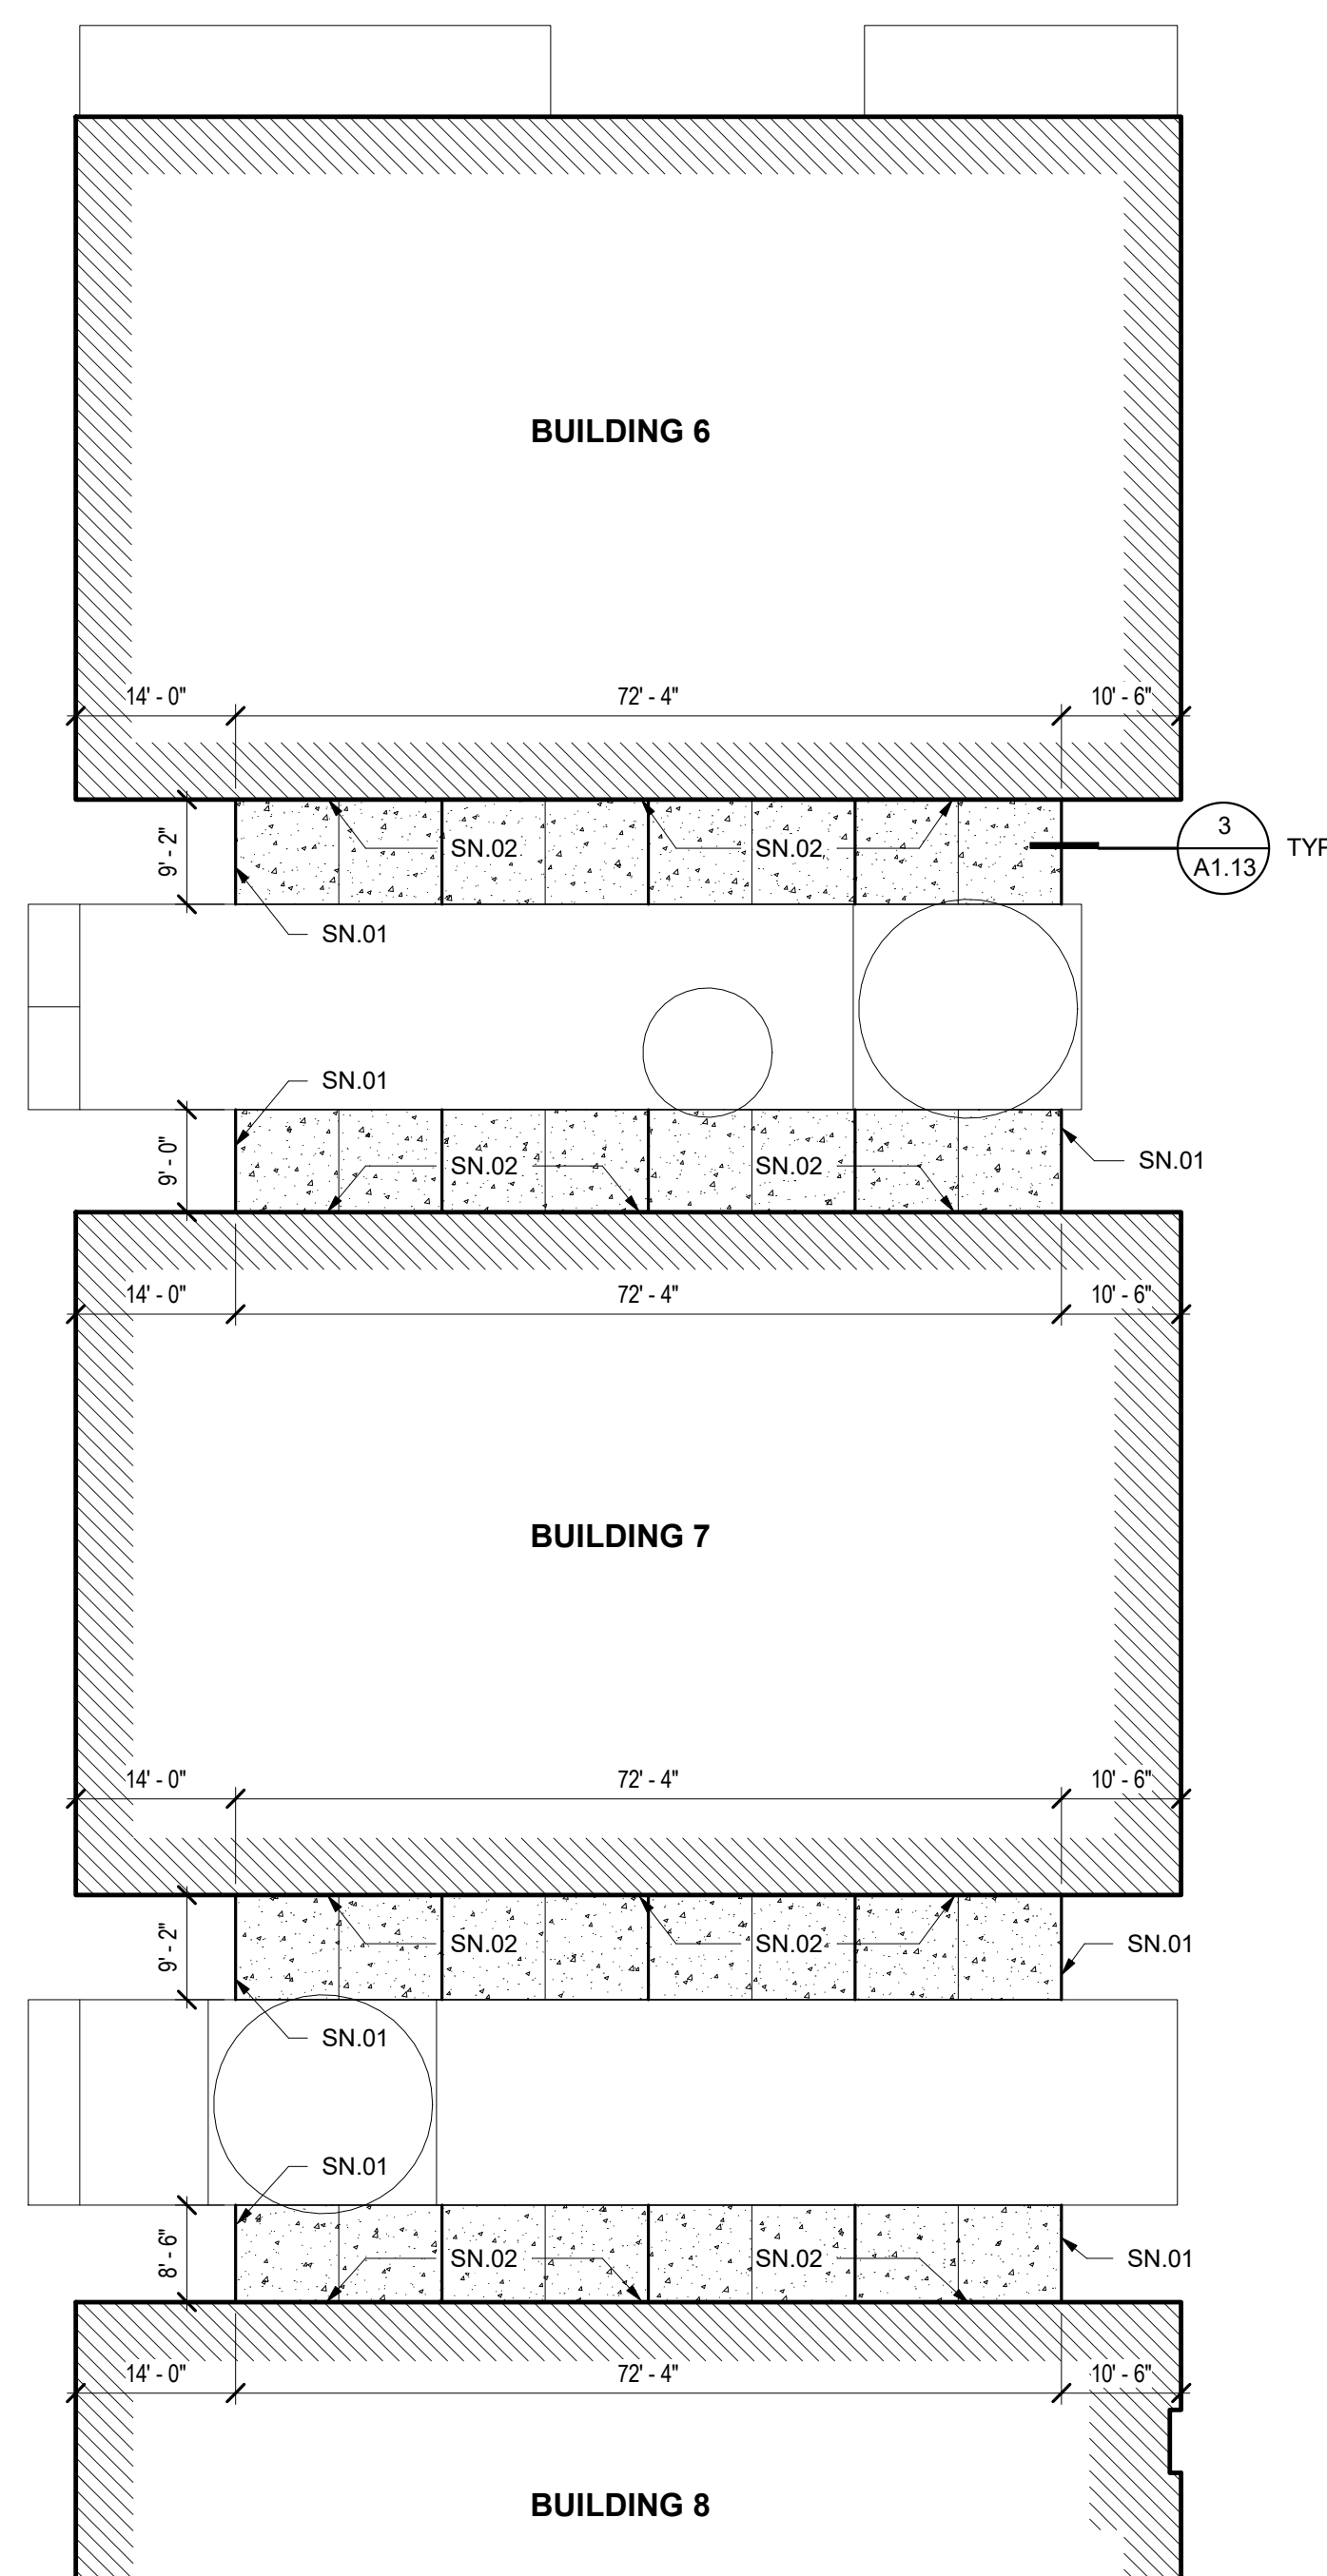 BUILDING 6
14' - 0" 72' - 4" 10' - 6"
9' - 2"
SN.02 SN.02
3
A1.13
TYP
SN.01
SN.01
9' - 0"
SN.02 SN.02
SN.01
14' - 0" 72' - 4" 10' - 6"
BUILDING 7
14' - 0" 72' - 4" 10' - 6"
9' - 2"
SN.02 SN.02 SN.01
SN.01
SN.01
8' - 6"
SN.02 SN.02 SN.01
14' - 0" 72' - 4" 10' - 6"
BUILDING 8